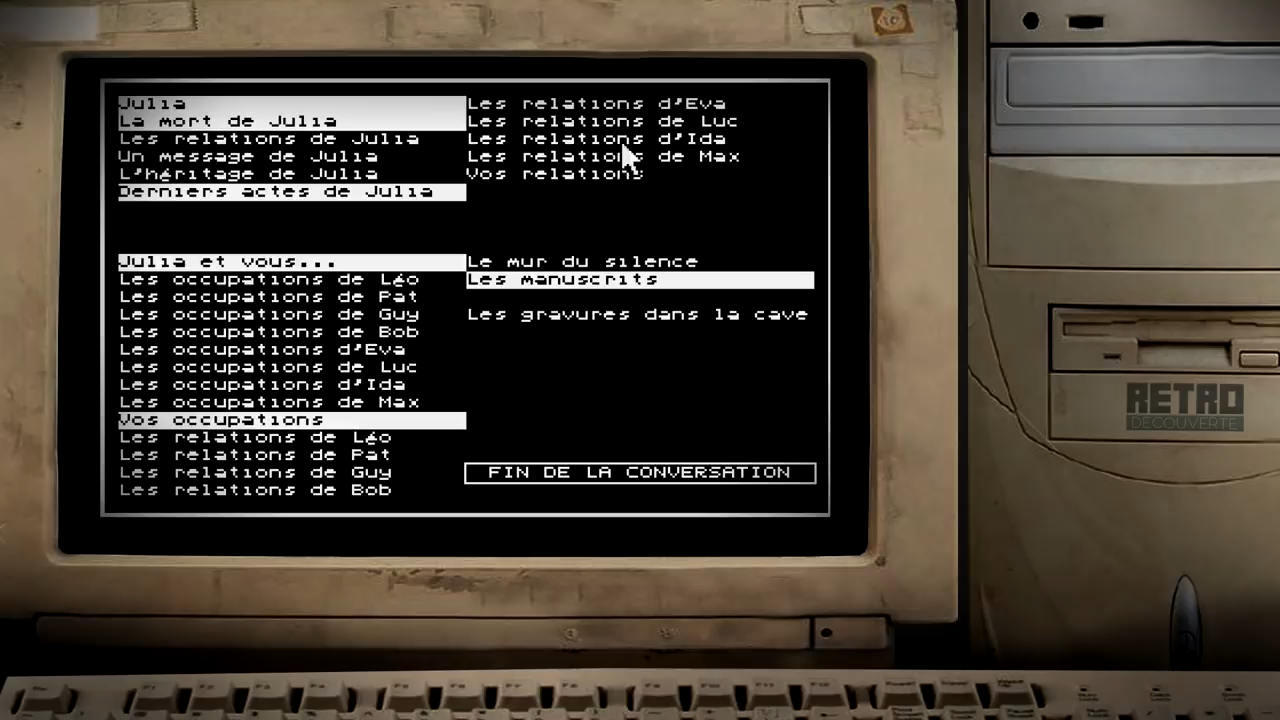 Julia
La mort de Julia
Les relations de Julia
Un message de Julia
L'héritage de Julia
Derniers actes de Julia
Julia et vous...
Les occupations de Léo
Les occupations de Pat
Les occupations de Guy
Les occupations de Bob
Les occupations d'Eva
Les occupations de Luc
Les occupations d'Ida
Les occupations de Max
Vos occupations
Les relations de Léo
Les relations de Pat
Les relations de Guy
Les relations de Bob
Les relations d'Eva
Les relations de Luc
Les relations d'Ida
Les relations de Max
Vos relations
Le mur du silence
Les manuscrits
Les gravures dans la cave
FIN DE LA CONVERSATION
RETRO
DECOUVERTE